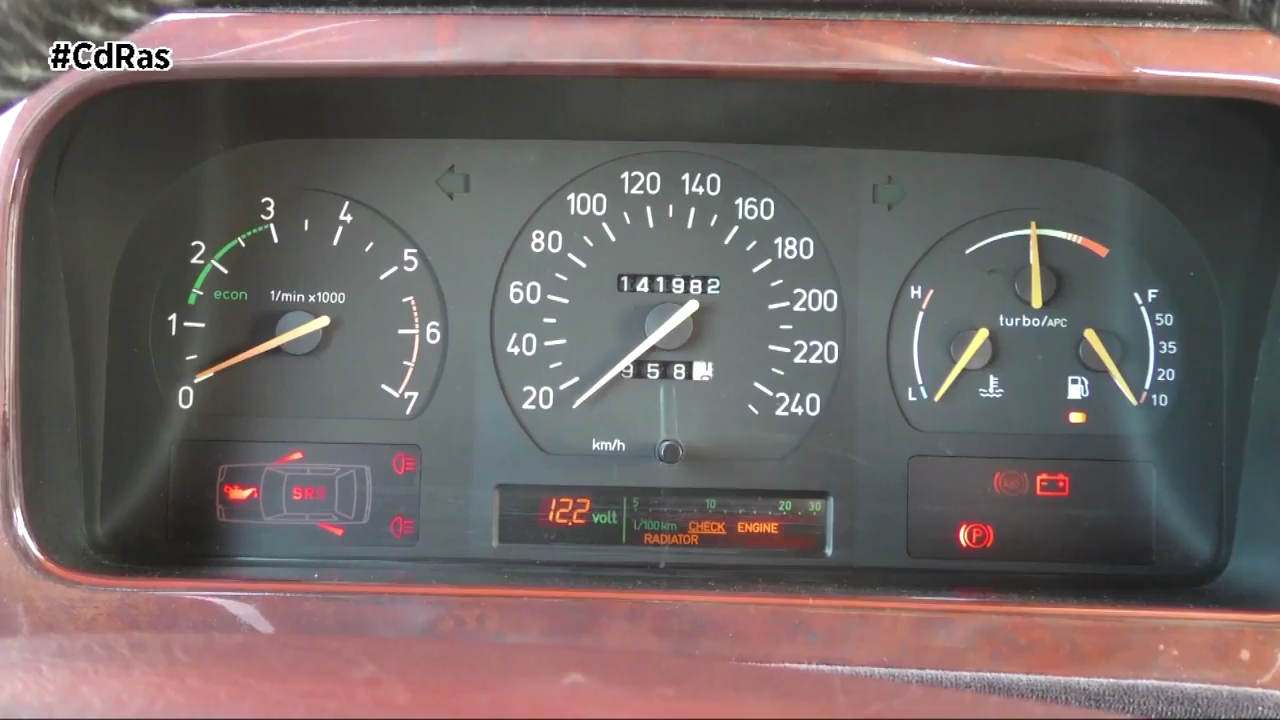 #CdRas
0 1 2 3 4 5 6 7
econ
1/min x1000
20 40 60 80 100 120 140 160 180 200 220 240
141982
958
km/h
H
L
turbo/APC
F
50
35
20
10
SRS
12.2 volt
5 10 20 30
l/100km CHECK ENGINE
RADIATOR
P